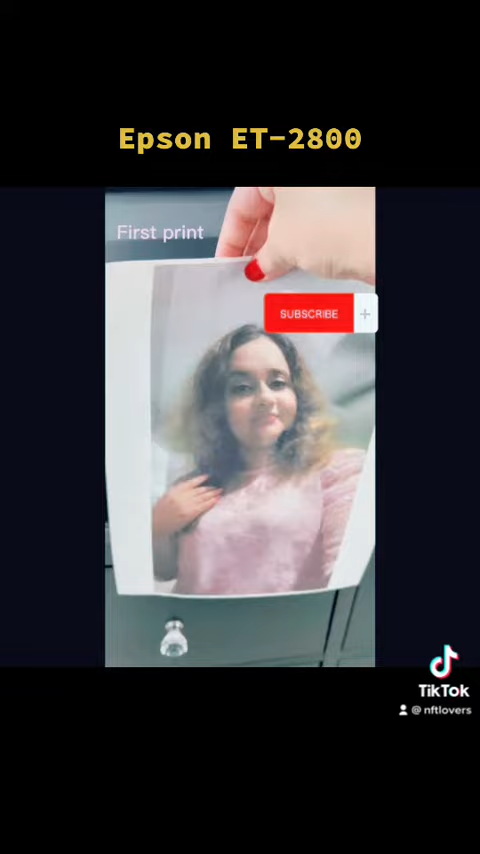 Epson ET-2800
First print
SUBSCRIBE +
TikTok
@ nftlovers